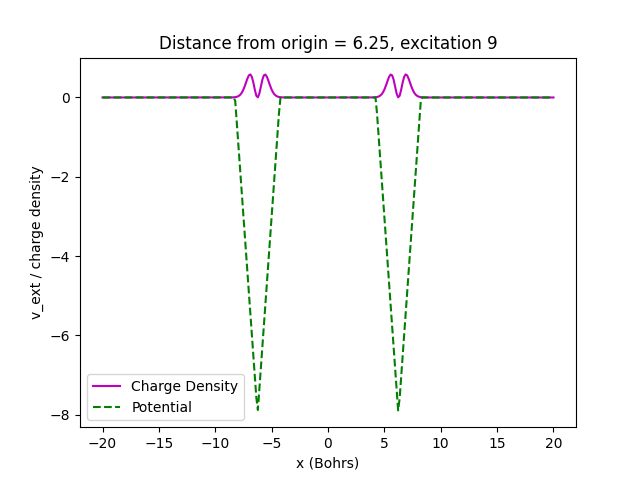 Distance from origin = 6.25, excitation 9
v_ext / charge density
0
−2
−4
−6
−8
Charge Density
Potential
−20 −15 −10 −5 0 5 10 15 20
x (Bohrs)